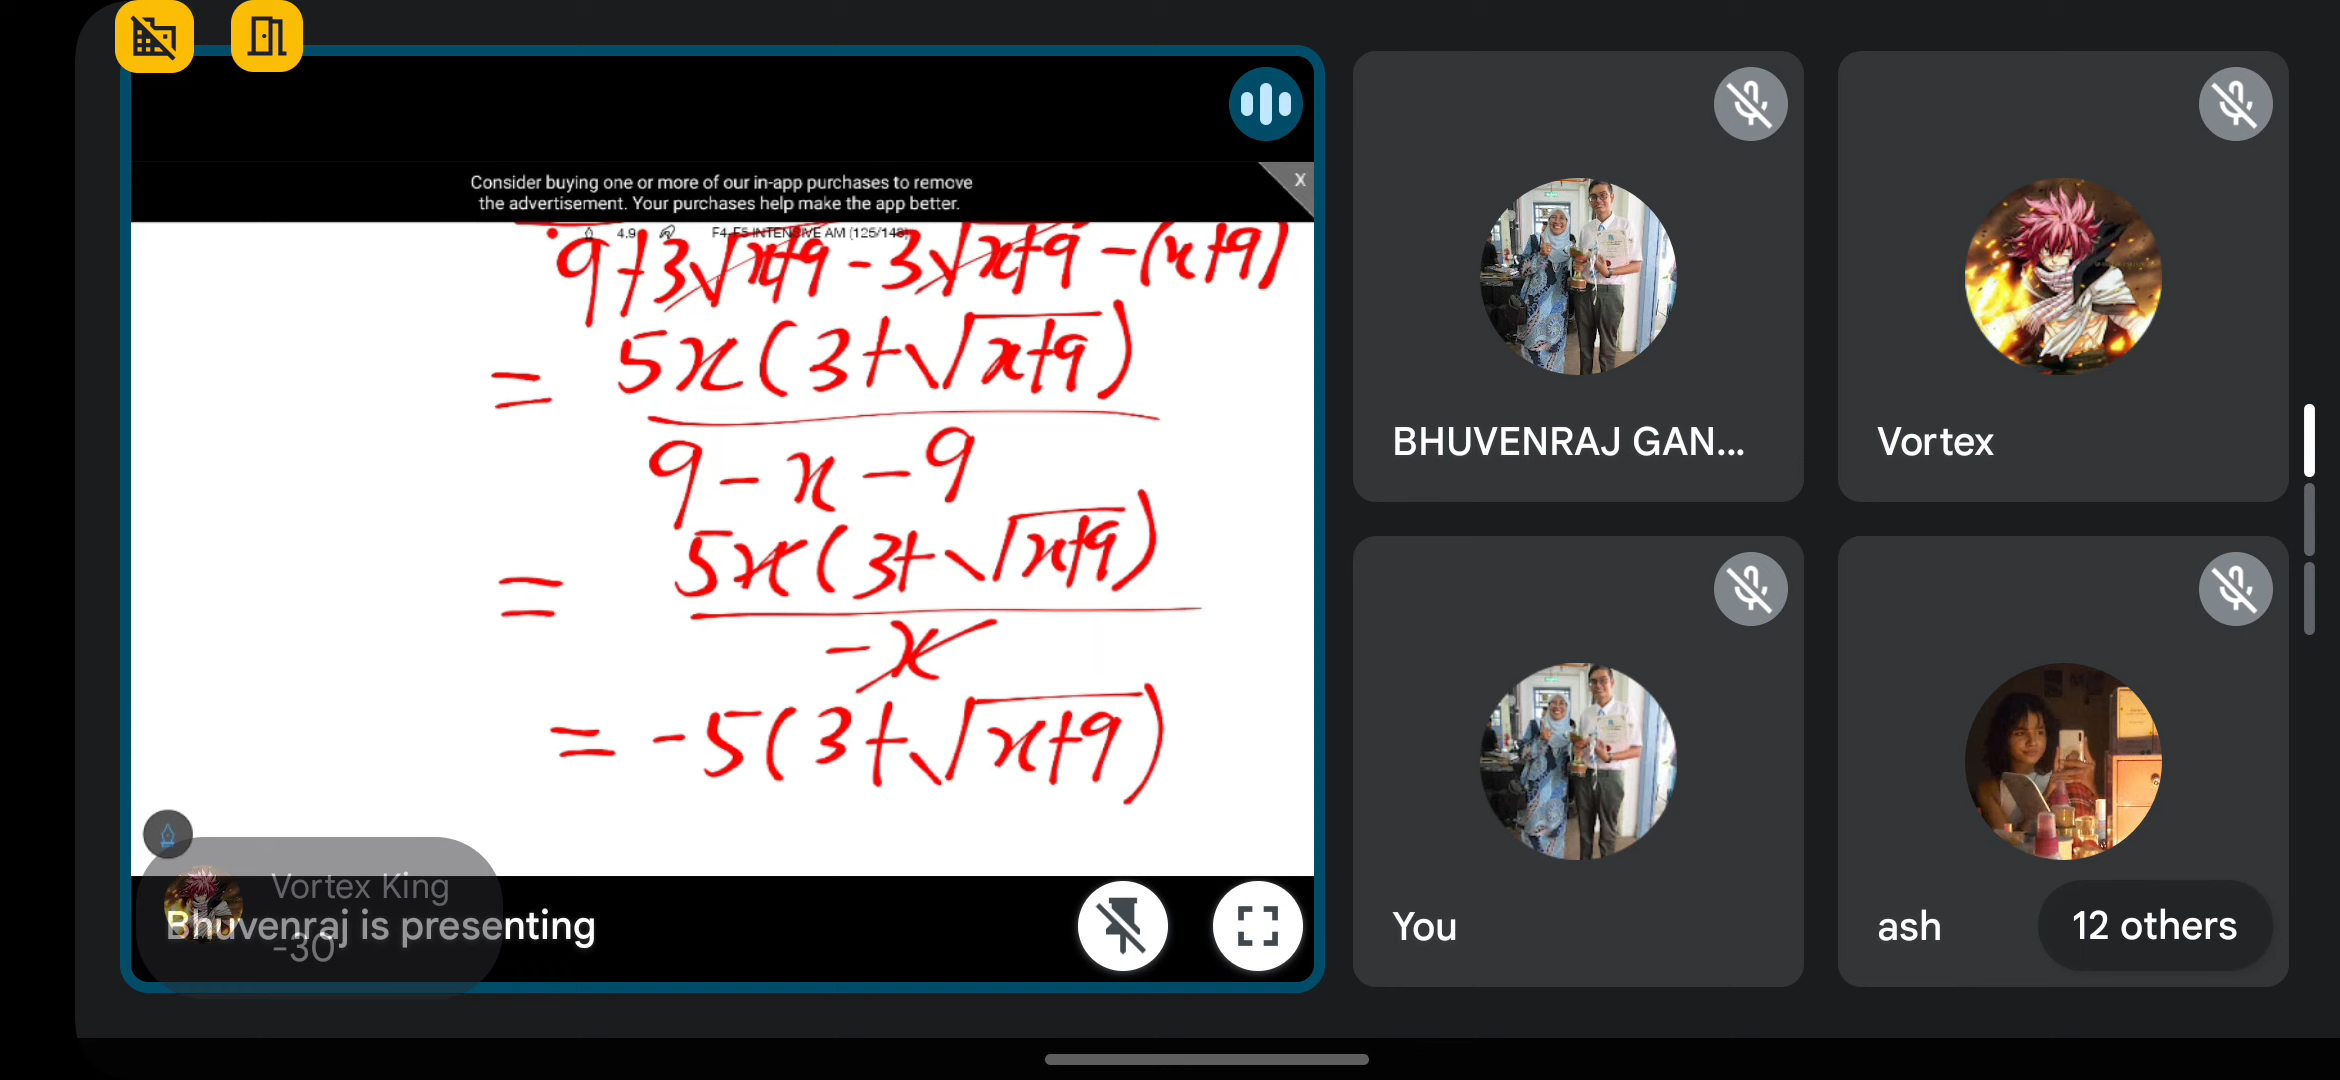 Consider buying one or more of our in-app purchases to remove
the advertisement. Your purchases help make the app better.
X
4.9
F4-F5 INTENSIVE AM (125/148)
9+3√x+9 - 3√x+9 - (x+9)
= 5x(3+√x+9)
9 - x - 9
= 5x(3+√x+9)
-x
= -5(3+√x+9)
Vortex King
-30
Bhuvenraj is presenting
BHUVENRAJ GAN...
Vortex
You
ash
12 others